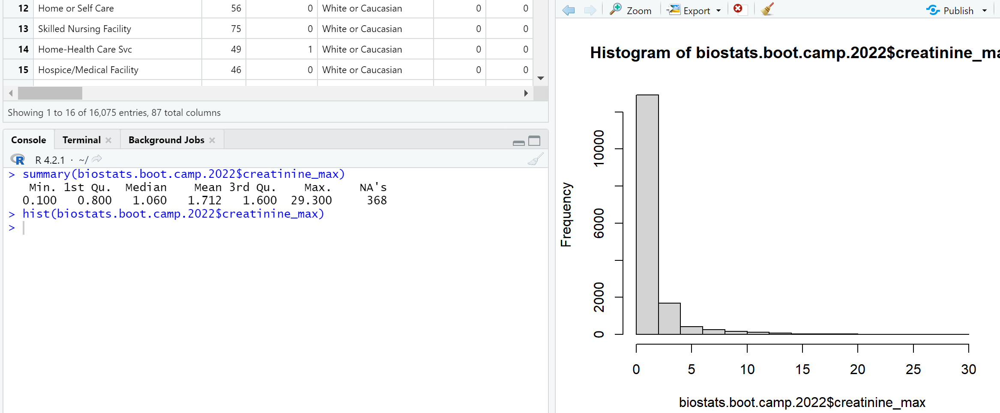 12 Home or Self Care 56 0 White or Caucasian 0 0
13 Skilled Nursing Facility 75 0 White or Caucasian 0 0
14 Home-Health Care Svc 49 1 White or Caucasian 0 0
15 Hospice/Medical Facility 46 0 White or Caucasian 0 0
Showing 1 to 16 of 16,075 entries, 87 total columns
Console Terminal Background Jobs
R R 4.2.1 · ~/
> summary(biostats.boot.camp.2022$creatinine_max)
Min. 1st Qu. Median Mean 3rd Qu. Max. NA's
0.100 0.800 1.060 1.712 1.600 29.300 368
> hist(biostats.boot.camp.2022$creatinine_max)
>
Zoom Export Publish
Histogram of biostats.boot.camp.2022$creatinine_ma
Frequency
10000
6000
2000
0
0 5 10 15 20 25 30
biostats.boot.camp.2022$creatinine_max